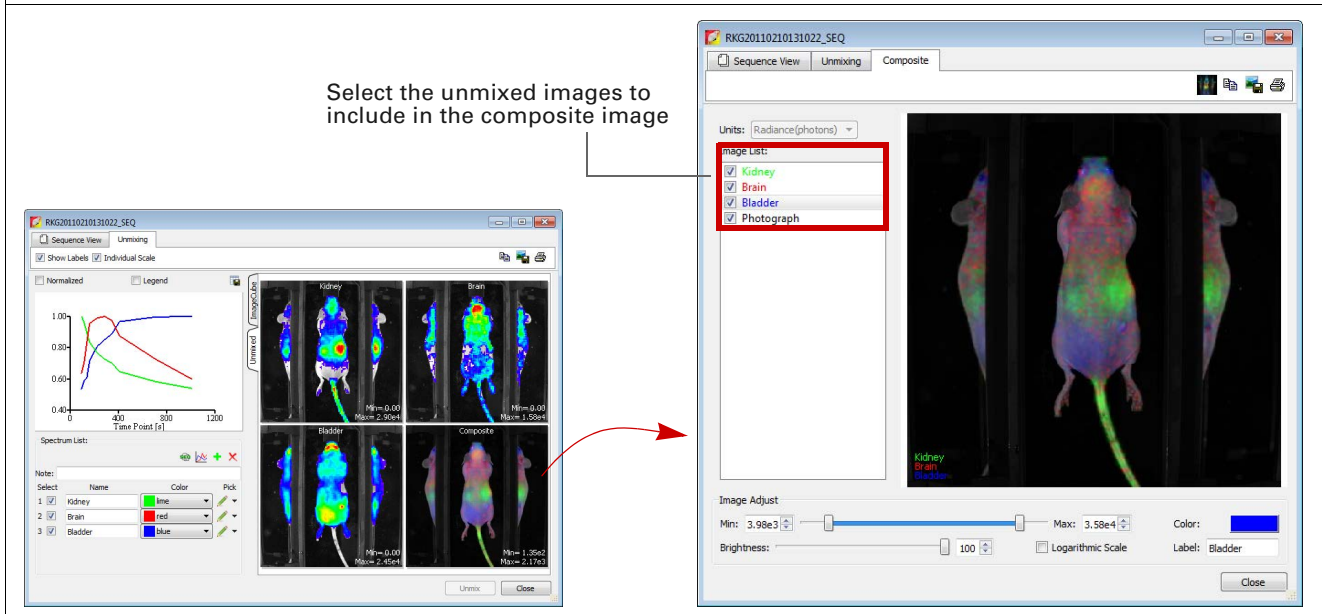 Select the unmixed images to
include in the composite image
RKG20110210131022_SEQ
Sequence View Unmixing
Show Labels Individual Scale
Normalized Legend
1.00
0.80
0.60
0.40
0 400 800 1200
Time Point [s]
Spectrum List:
Note:
Select Name Color Pick
1 Kidney lime
2 Brain red
3 Bladder blue
ImageCube
Unmixed
Kidney
Min= 0.00
Max= 2.90e4
Brain
Min= 0.00
Max= 1.58e4
Bladder
Min= 0.00
Max= 2.45e4
Composite
Min= 1.35e2
Max= 2.17e3
Unmix Close
RKG20110210131022_SEQ
Sequence View Unmixing Composite
Units: Radiance(photons)
Image List:
Kidney
Brain
Bladder
Photograph
Kidney
Brain
Bladder
Image Adjust
Min: 3.98e3 Max: 3.58e4 Color:
Brightness: 100 Logarithmic Scale Label: Bladder
Close